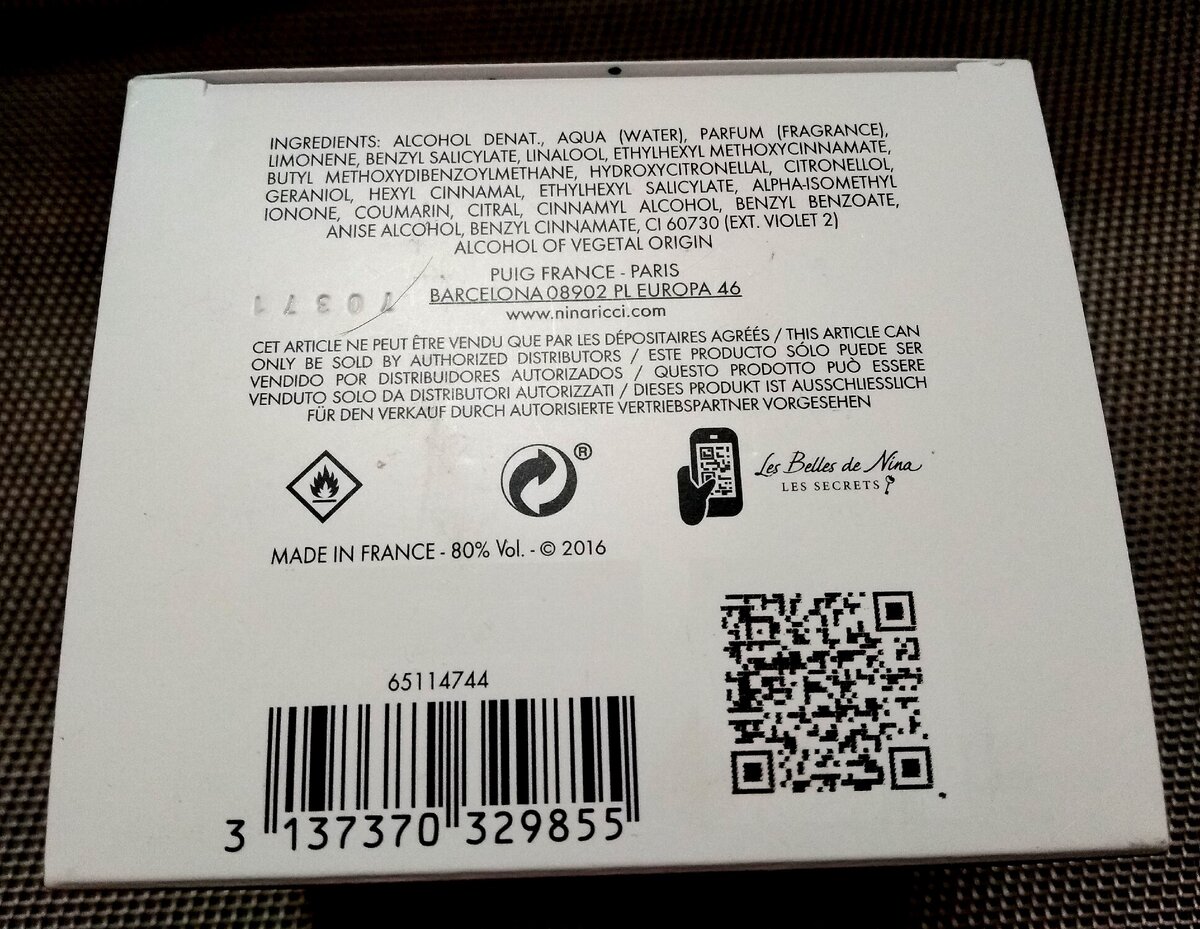 INGREDIENTS: ALCOHOL DENAT., AQUA (WATER), PARFUM (FRAGRANCE),
LIMONENE, BENZYL SALICYLATE, LINALOOL, ETHYLHEXYL METHOXYCINNAMATE,
BUTYL METHOXYDIBENZOYLMETHANE, HYDROXYCITRONELLAL, CITRONELLOL,
GERANIOL, HEXYL CINNAMAL, ETHYLHEXYL SALICYLATE, ALPHA-ISOMETHYL
IONONE, COUMARIN, CITRAL, CINNAMYL ALCOHOL, BENZYL BENZOATE,
ANISE ALCOHOL, BENZYL CINNAMATE, CI 60730 (EXT. VIOLET 2)
ALCOHOL OF VEGETAL ORIGIN
PUIG FRANCE - PARIS
BARCELONA 08902 PL EUROPA 46
www.ninaricci.com
CET ARTICLE NE PEUT ÊTRE VENDU QUE PAR LES DÉPOSITAIRES AGRÉÉS / THIS ARTICLE CAN
ONLY BE SOLD BY AUTHORIZED DISTRIBUTORS / ESTE PRODUCTO SÓLO PUEDE SER
VENDIDO POR DISTRIBUIDORES AUTORIZADOS / QUESTO PRODOTTO PUÒ ESSERE
VENDUTO SOLO DA DISTRIBUTORI AUTORIZZATI / DIESES PRODUKT IST AUSSCHLIESSLICH
FÜR DEN VERKAUF DURCH AUTORISIERTE VERTRIEBSPARTNER VORGESEHEN
®
Les Belles de Nina
LES SECRETS
MADE IN FRANCE - 80% Vol. - © 2016
65114744
3 137370 329855